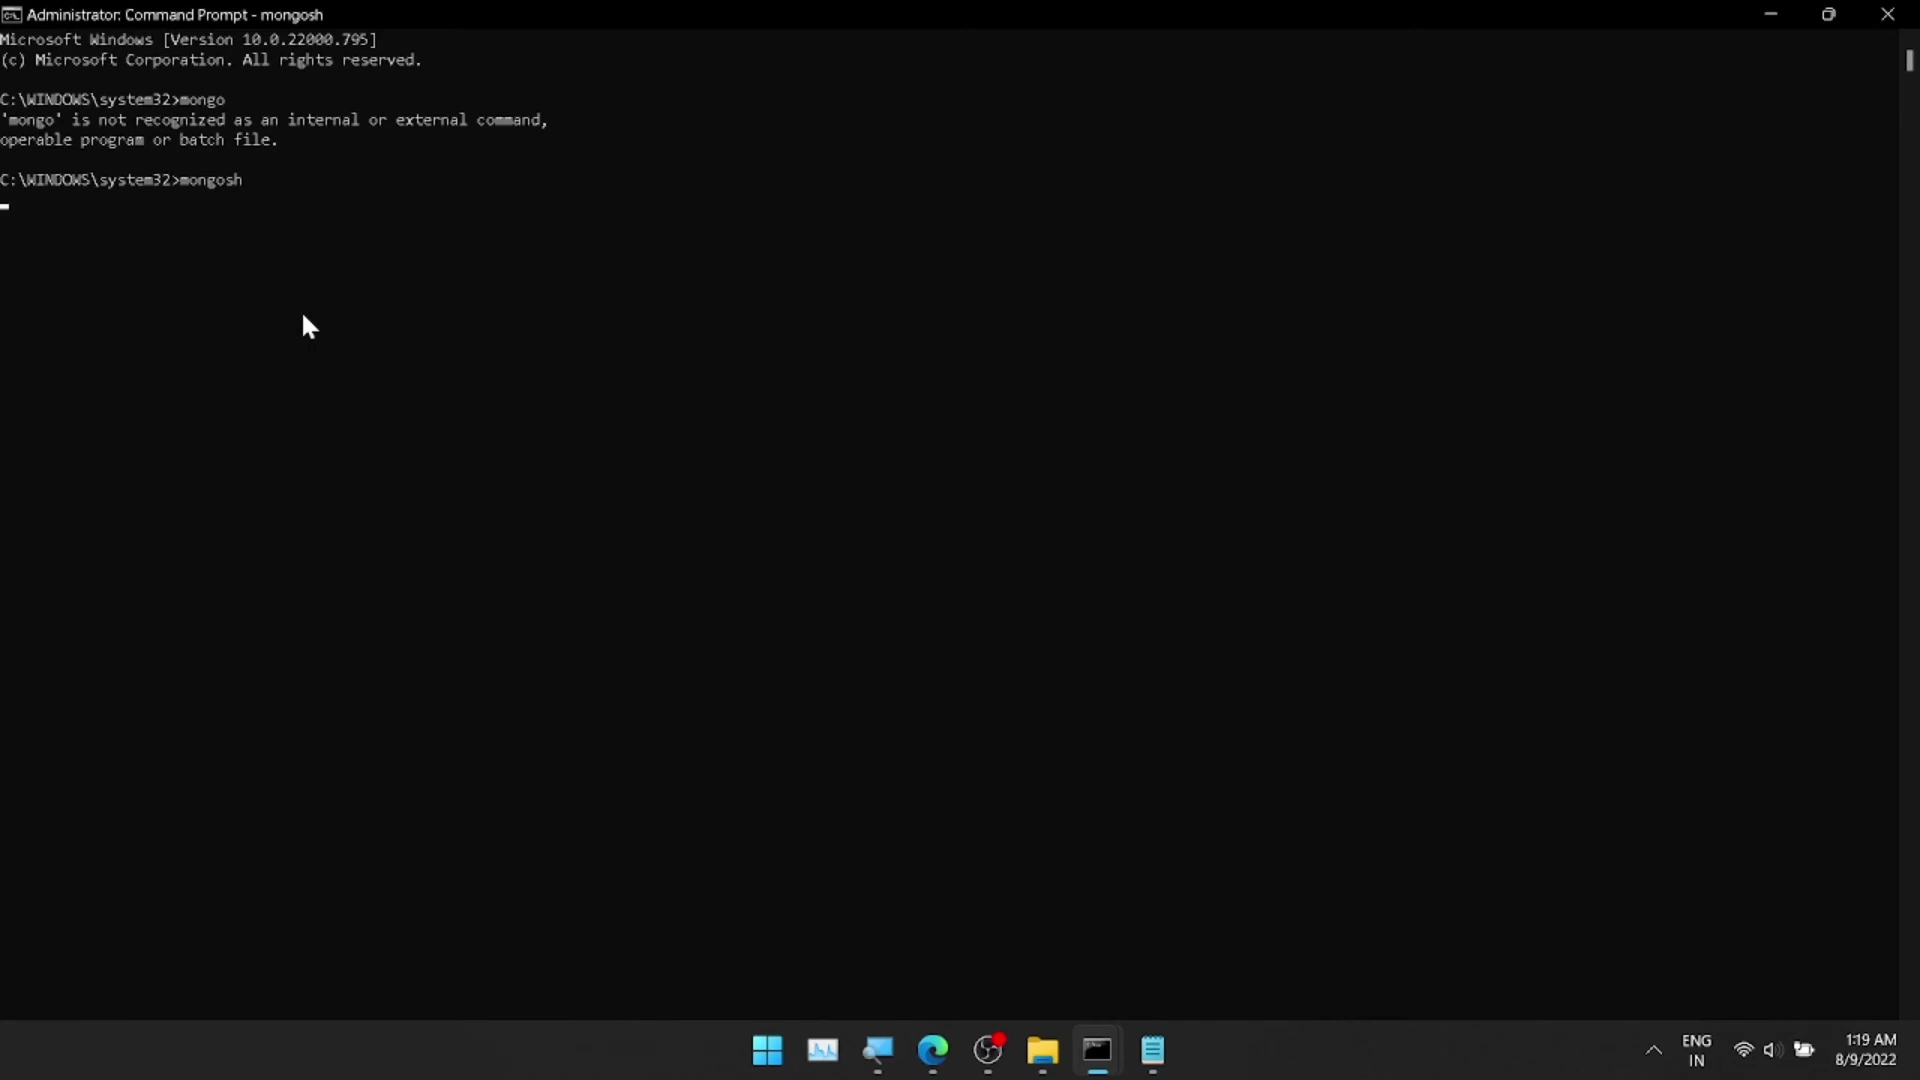 Administrator: Command Prompt - mongosh
Microsoft Windows [Version 10.0.22000.795]
(c) Microsoft Corporation. All rights reserved.
C:\WINDOWS\system32>mongo
'mongo' is not recognized as an internal or external command,
operable program or batch file.
C:\WINDOWS\system32>mongosh
ENG
IN
1:19 AM
8/9/2022